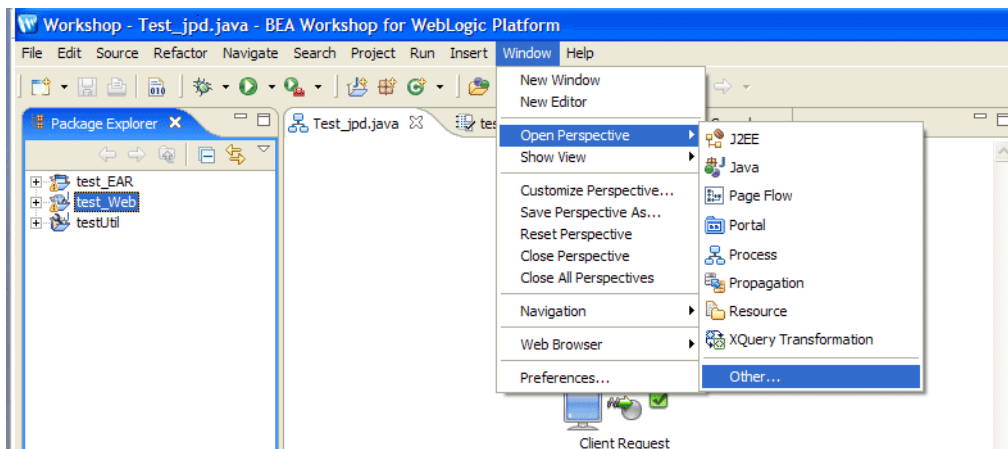 Workshop - Test_jpd.java - BEA Workshop for WebLogic Platform
File Edit Source Refactor Navigate Search Project Run Insert Window Help
Package Explorer
Test_jpd.java
test_EAR
test_Web
testUtil
New Window
New Editor
Open Perspective
Show View
Customize Perspective...
Save Perspective As...
Reset Perspective
Close Perspective
Close All Perspectives
Navigation
Web Browser
Preferences...
J2EE
Java
Page Flow
Portal
Process
Propagation
Resource
XQuery Transformation
Other...
Client Request